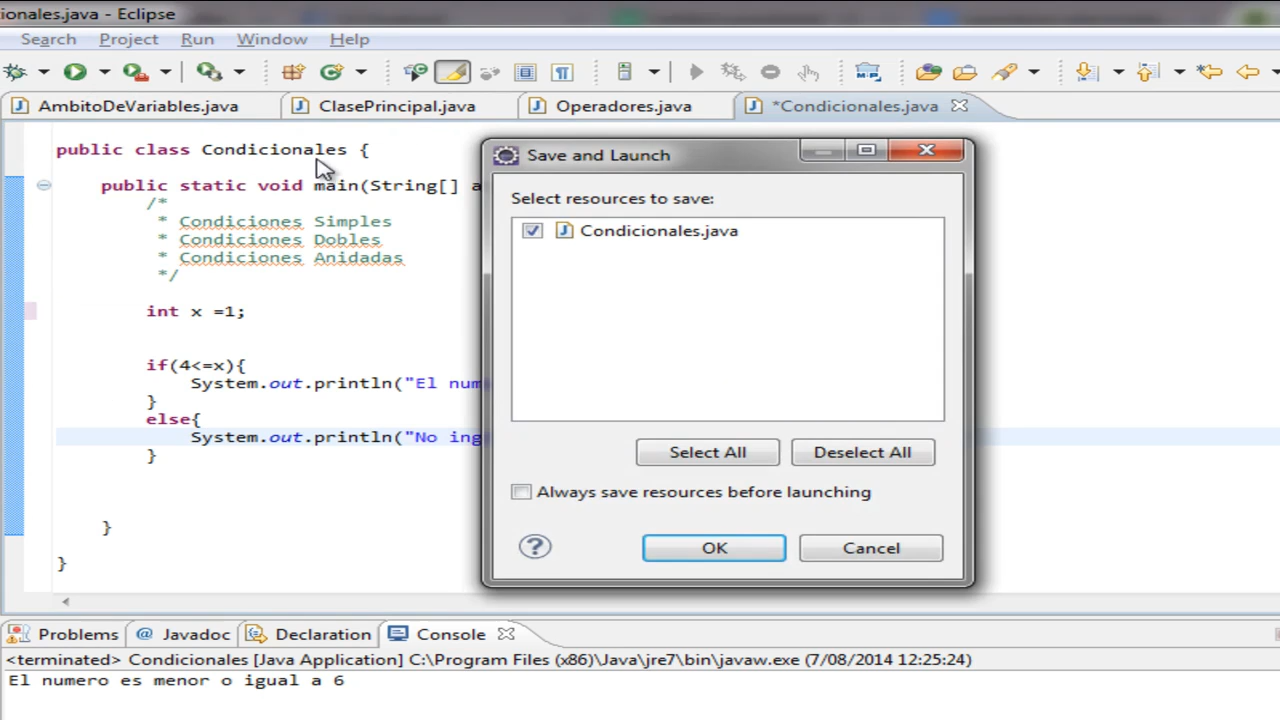 ionales.java - Eclipse
Search Project Run Window Help
AmbitoDeVariables.java ClasePrincipal.java Operadores.java *Condicionales.java
public class Condicionales {
public static void main(String[] a
/*
* Condiciones Simples
* Condiciones Dobles
* Condiciones Anidadas
*/
int x =1;
if(4<=x){
System.out.println("El num
}
else{
System.out.println("No ing
}
}
}
Save and Launch
Select resources to save:
Condicionales.java
Select All Deselect All
Always save resources before launching
OK Cancel
Problems @ Javadoc Declaration Console
<terminated> Condicionales [Java Application] C:\Program Files (x86)\Java\jre7\bin\javaw.exe (7/08/2014 12:25:24)
El numero es menor o igual a 6